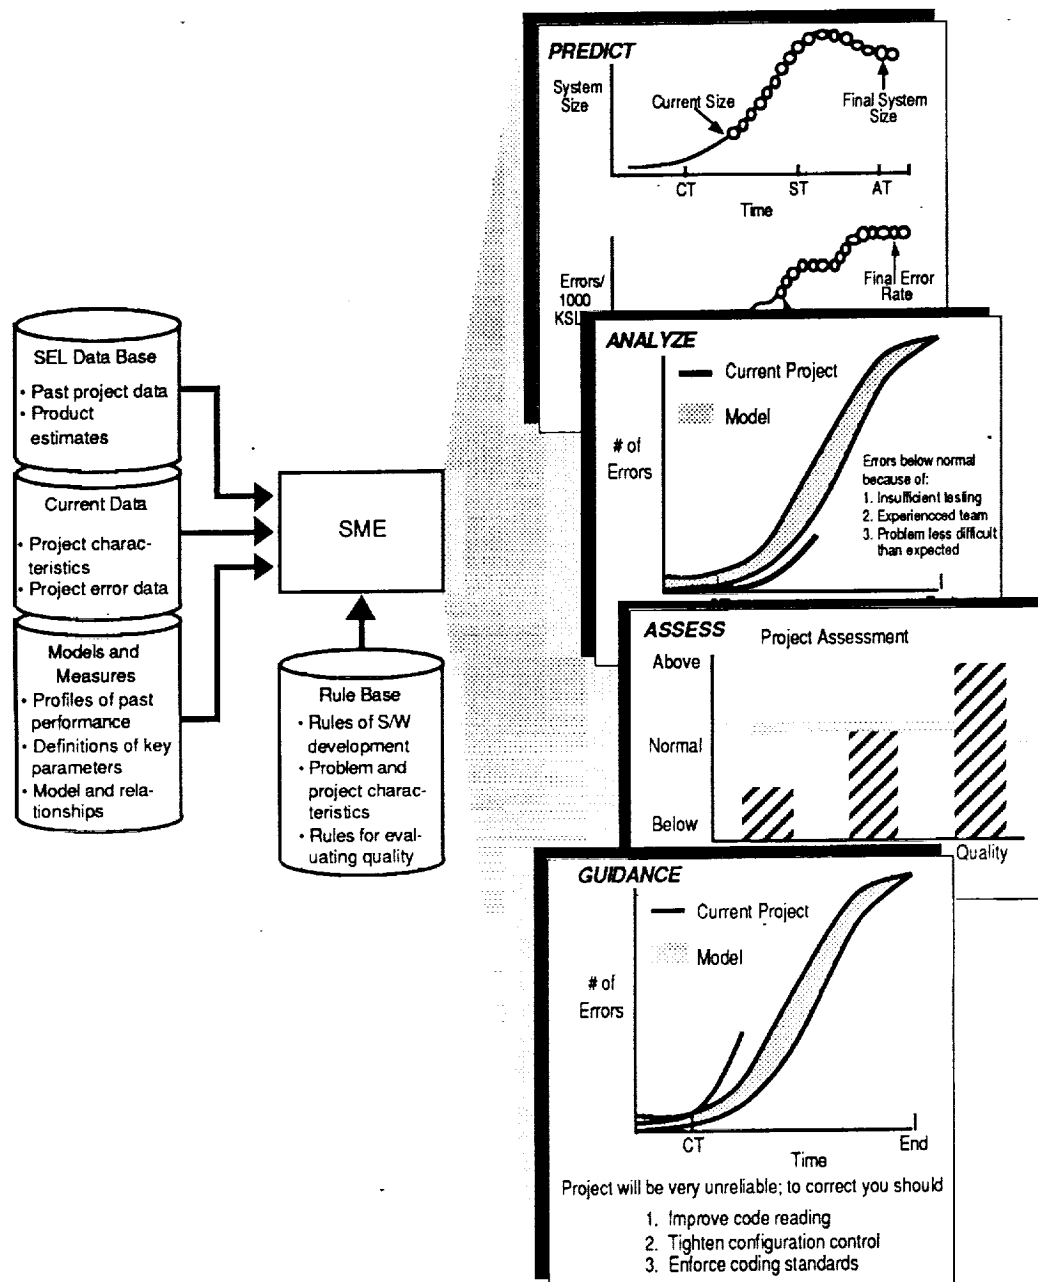 SEL Data Base
• Past project data
• Product
estimates
Current Data
• Project charac-
teristics
• Project error data
Models and
Measures
• Profiles of past
performance
• Definitions of key
parameters
• Model and rela-
tionships
SME
Rule Base
• Rules of S/W
development
• Problem and
project charac-
teristics
• Rules for eval-
uating quality
PREDICT
System
Size
Current Size
Final System
Size
CT
ST
AT
Time
Errors/
1000
Final Error
Rate
ANALYZE
Current Project
Model
# of
Errors
Errors below normal
because of:
1. Insufficient testing
2. Experiencced team
3. Problem less difficult
than expected
ASSESS
Project Assessment
Above
Normal
Below
Quality
GUIDANCE
Current Project
Model
# of
Errors
CT
End
Time
Project will be very unreliable; to correct you should
1. Improve code reading
2. Tighten configuration control
3. Enforce coding standards